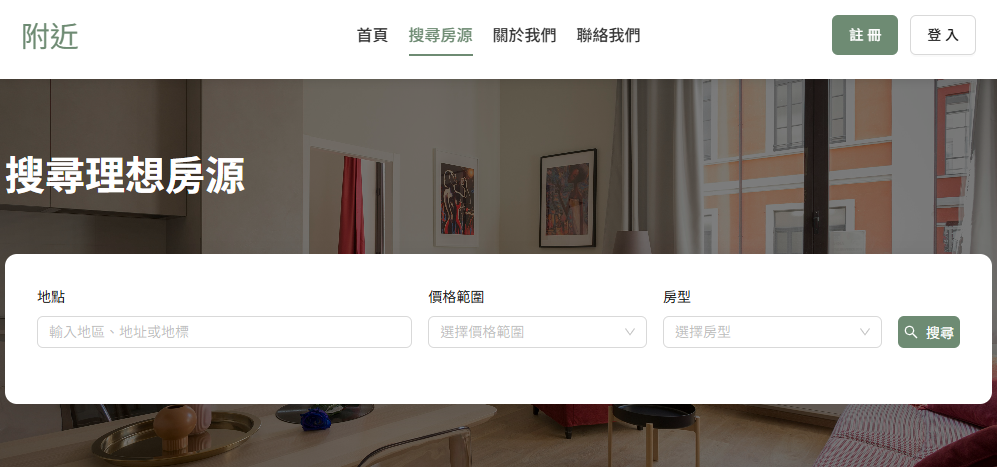 附近
首頁 搜尋房源 關於我們 聯絡我們
註 冊 登 入
搜尋理想房源
地點 價格範圍 房型
輸入地區、地址或地標 選擇價格範圍 選擇房型 搜尋